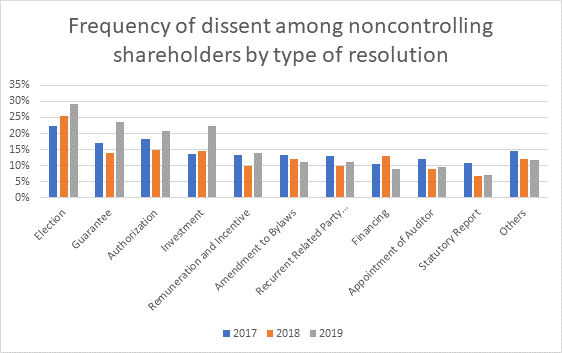 Frequency of dissent among noncontrolling
shareholders by type of resolution
35%
30%
25%
20%
15%
10%
5%
0%
Election
Guarantee
Authorization
Investment
Remuneration and Incentive
Amendment to Bylaws
Recurrent Related Party...
Financing
Appointment of Auditor
Statutory Report
Others
2017 2018 2019